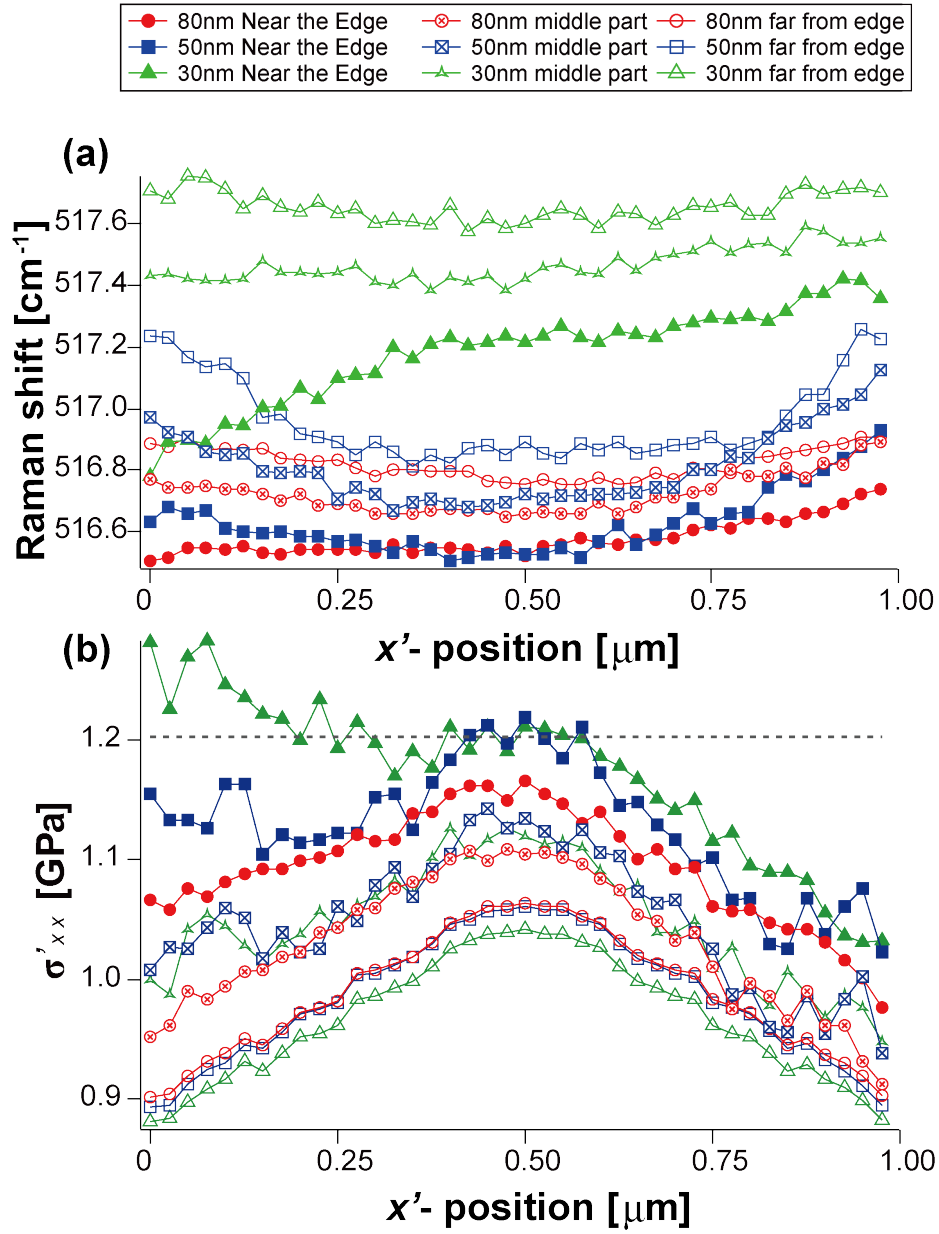 80nm Near the Edge 80nm middle part 80nm far from edge
50nm Near the Edge 50nm middle part 50nm far from edge
30nm Near the Edge 30nm middle part 30nm far from edge
(a)
Raman shift [cm⁻¹]
517.6
517.4
517.2
517.0
516.8
516.6
0 0.25 0.50 0.75 1.00
x’- position [μm]
(b)
σ’xx [GPa]
1.2
1.1
1.0
0.9
0 0.25 0.50 0.75 1.00
x’- position [μm]